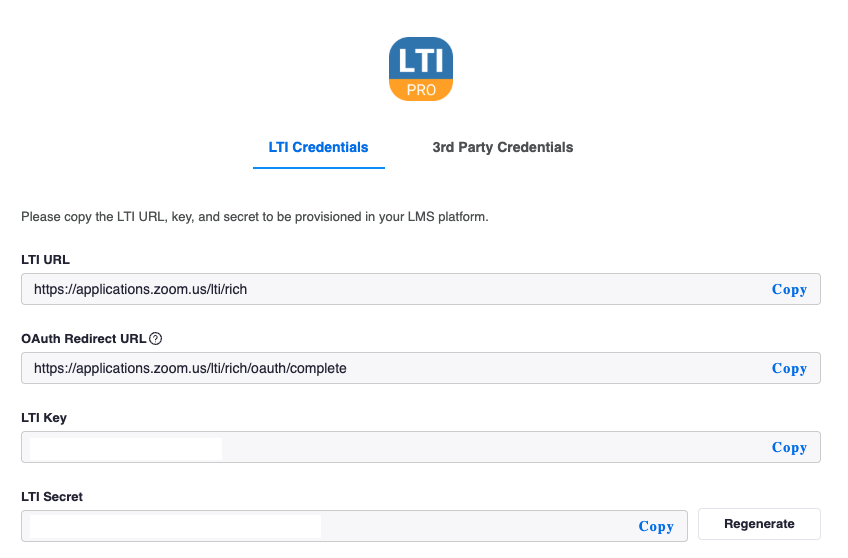 LTI
PRO
LTI Credentials 3rd Party Credentials
Please copy the LTI URL, key, and secret to be provisioned in your LMS platform.
LTI URL
https://applications.zoom.us/lti/rich Copy
OAuth Redirect URL ?
https://applications.zoom.us/lti/rich/oauth/complete Copy
LTI Key
Copy
LTI Secret
Copy Regenerate